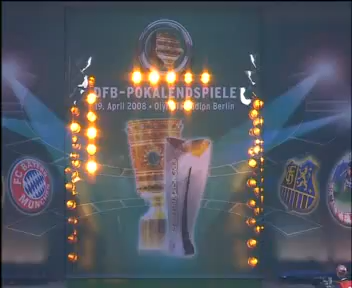 DFB-POKALENDSPIELE
19. April 2008 • Olympiastadion Berlin
FC BAYERN
MÜNCHEN